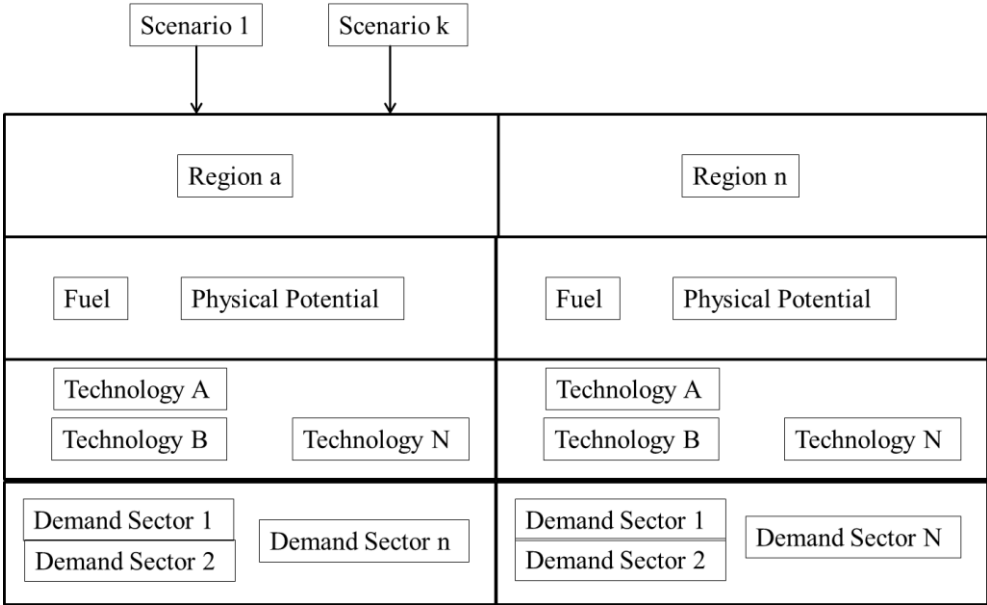 Scenario 1
Scenario k
Region a
Region n
Fuel
Physical Potential
Fuel
Physical Potential
Technology A
Technology B
Technology N
Technology A
Technology B
Technology N
Demand Sector 1
Demand Sector 2
Demand Sector n
Demand Sector 1
Demand Sector 2
Demand Sector N